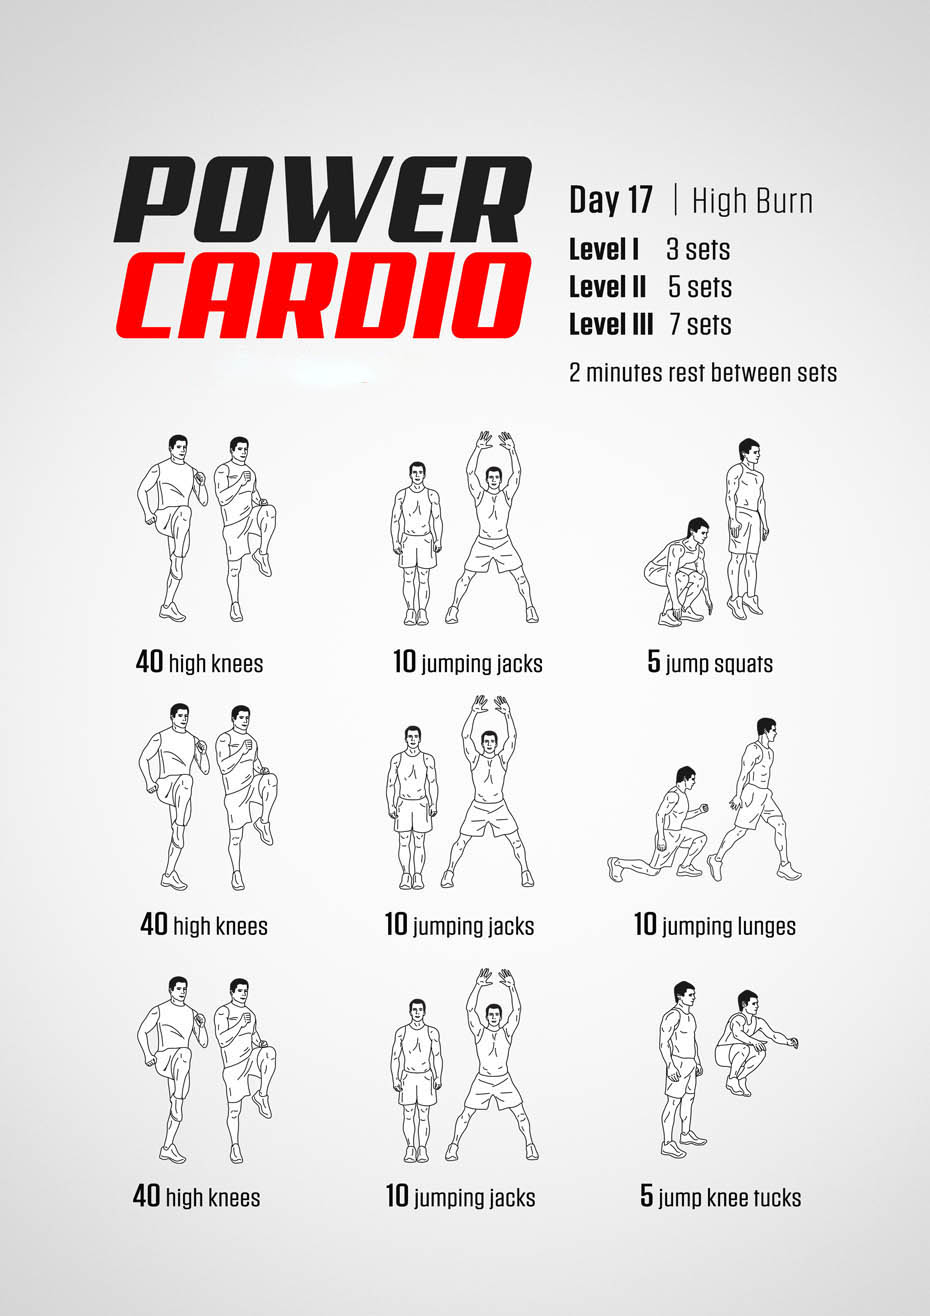 POWER
CARDIO
Day 17 | High Burn
Level I 3 sets
Level II 5 sets
Level III 7 sets
2 minutes rest between sets
40 high knees
10 jumping jacks
5 jump squats
40 high knees
10 jumping jacks
10 jumping lunges
40 high knees
10 jumping jacks
5 jump knee tucks